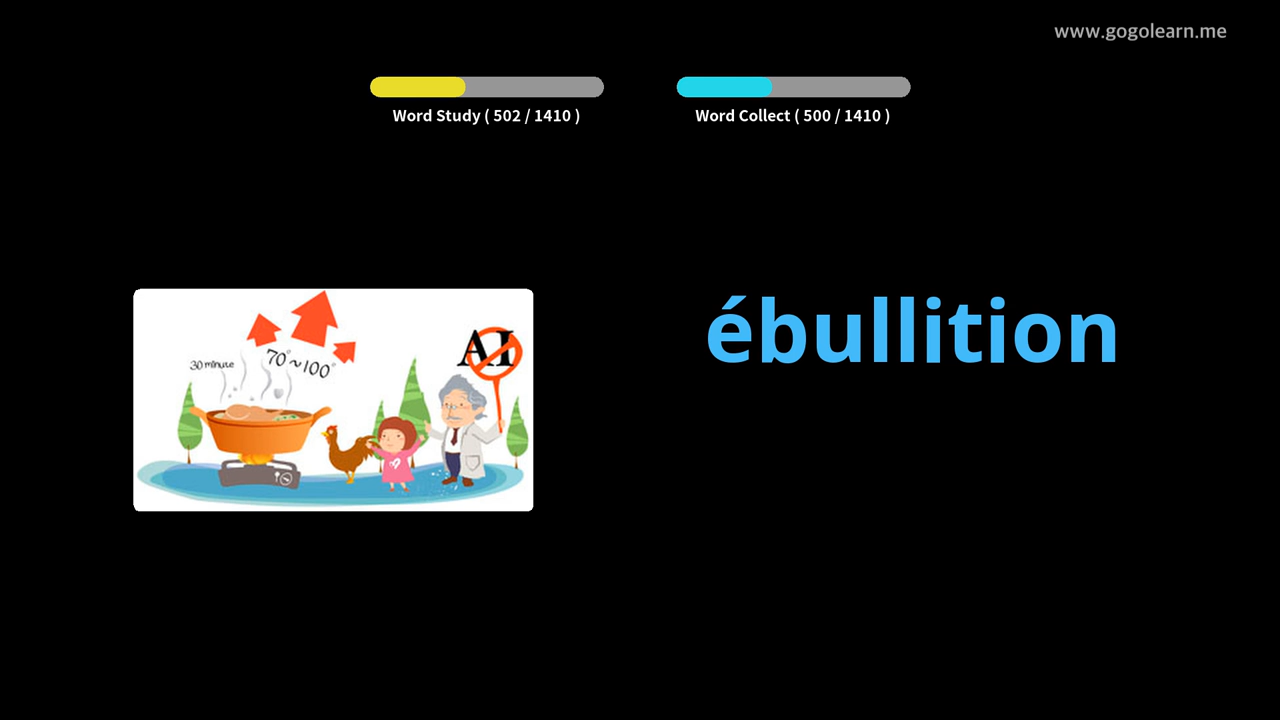 www.gogolearn.me
Word Study ( 502 / 1410 )
Word Collect ( 500 / 1410 )
30 minute
70°~100°
AI
ébullition